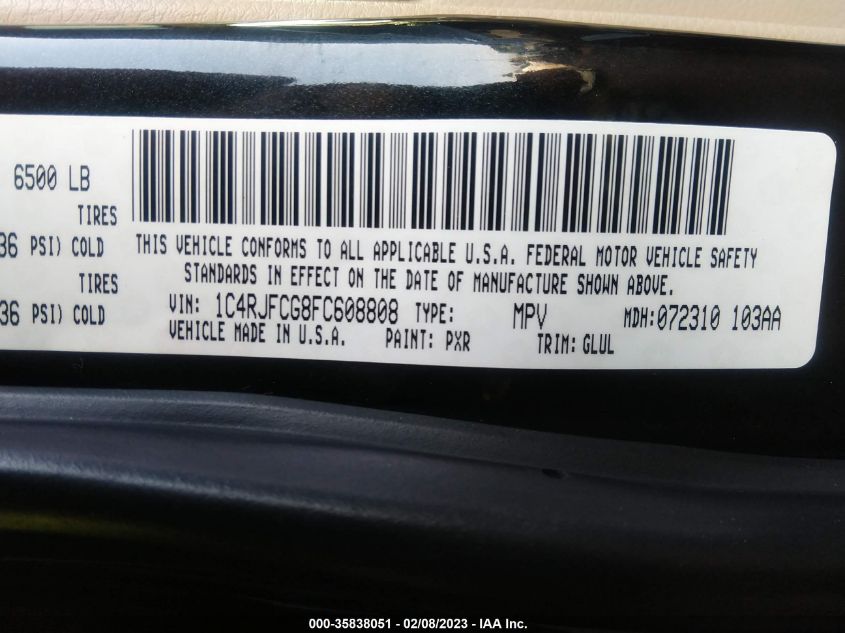 6500 LB
TIRES
36 PSI) COLD
TIRES
36 PSI) COLD
THIS VEHICLE CONFORMS TO ALL APPLICABLE U.S.A. FEDERAL MOTOR VEHICLE SAFETY
STANDARDS IN EFFECT ON THE DATE OF MANUFACTURE SHOWN ABOVE.
VIN: 1C4RJFCG8FC608808 TYPE: MPV MDH:072310 103AA
VEHICLE MADE IN U.S.A. PAINT: PXR TRIM: GLUL
000-35838051 - 02/08/2023 - IAA Inc.